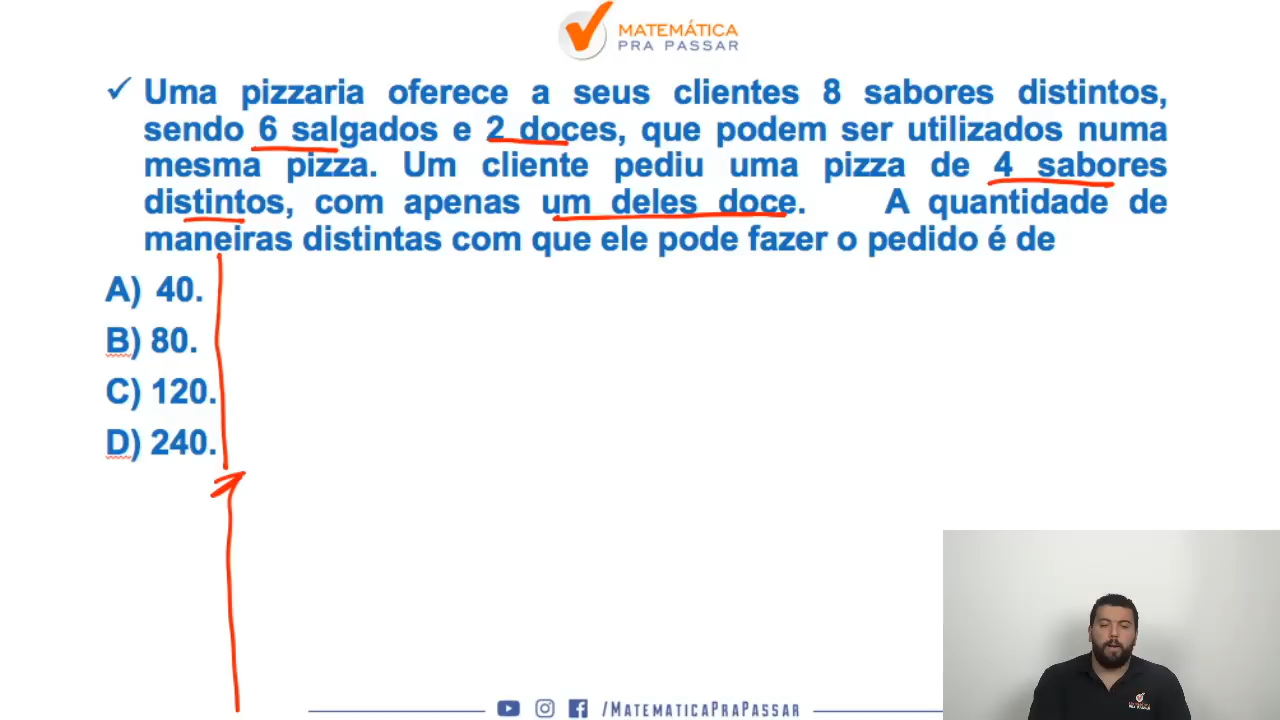 MATEMÁTICA
PRA PASSAR
Uma pizzaria oferece a seus clientes 8 sabores distintos,
sendo 6 salgados e 2 doces, que podem ser utilizados numa
mesma pizza. Um cliente pediu uma pizza de 4 sabores
distintos, com apenas um deles doce. A quantidade de
maneiras distintas com que ele pode fazer o pedido é de
A) 40.
B) 80.
C) 120.
D) 240.
/MATEMATICAPRAPASSAR